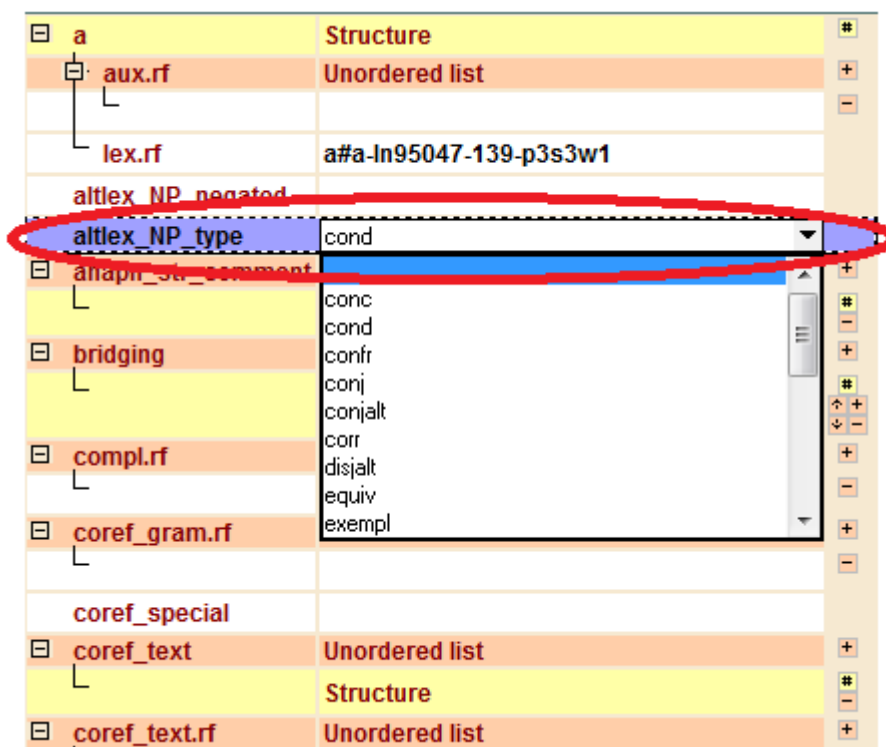 a Structure
aux.rf Unordered list
lex.rf a#a-ln95047-139-p3s3w1
altlex_NP_negated
altlex_NP_type cond
anaph_str_comment
conc
cond
bridging confr
conj
conjalt
compl.rf corr
disjalt
equiv
coref_gram.rf exempl
coref_special
coref_text Unordered list
Structure
coref_text.rf Unordered list